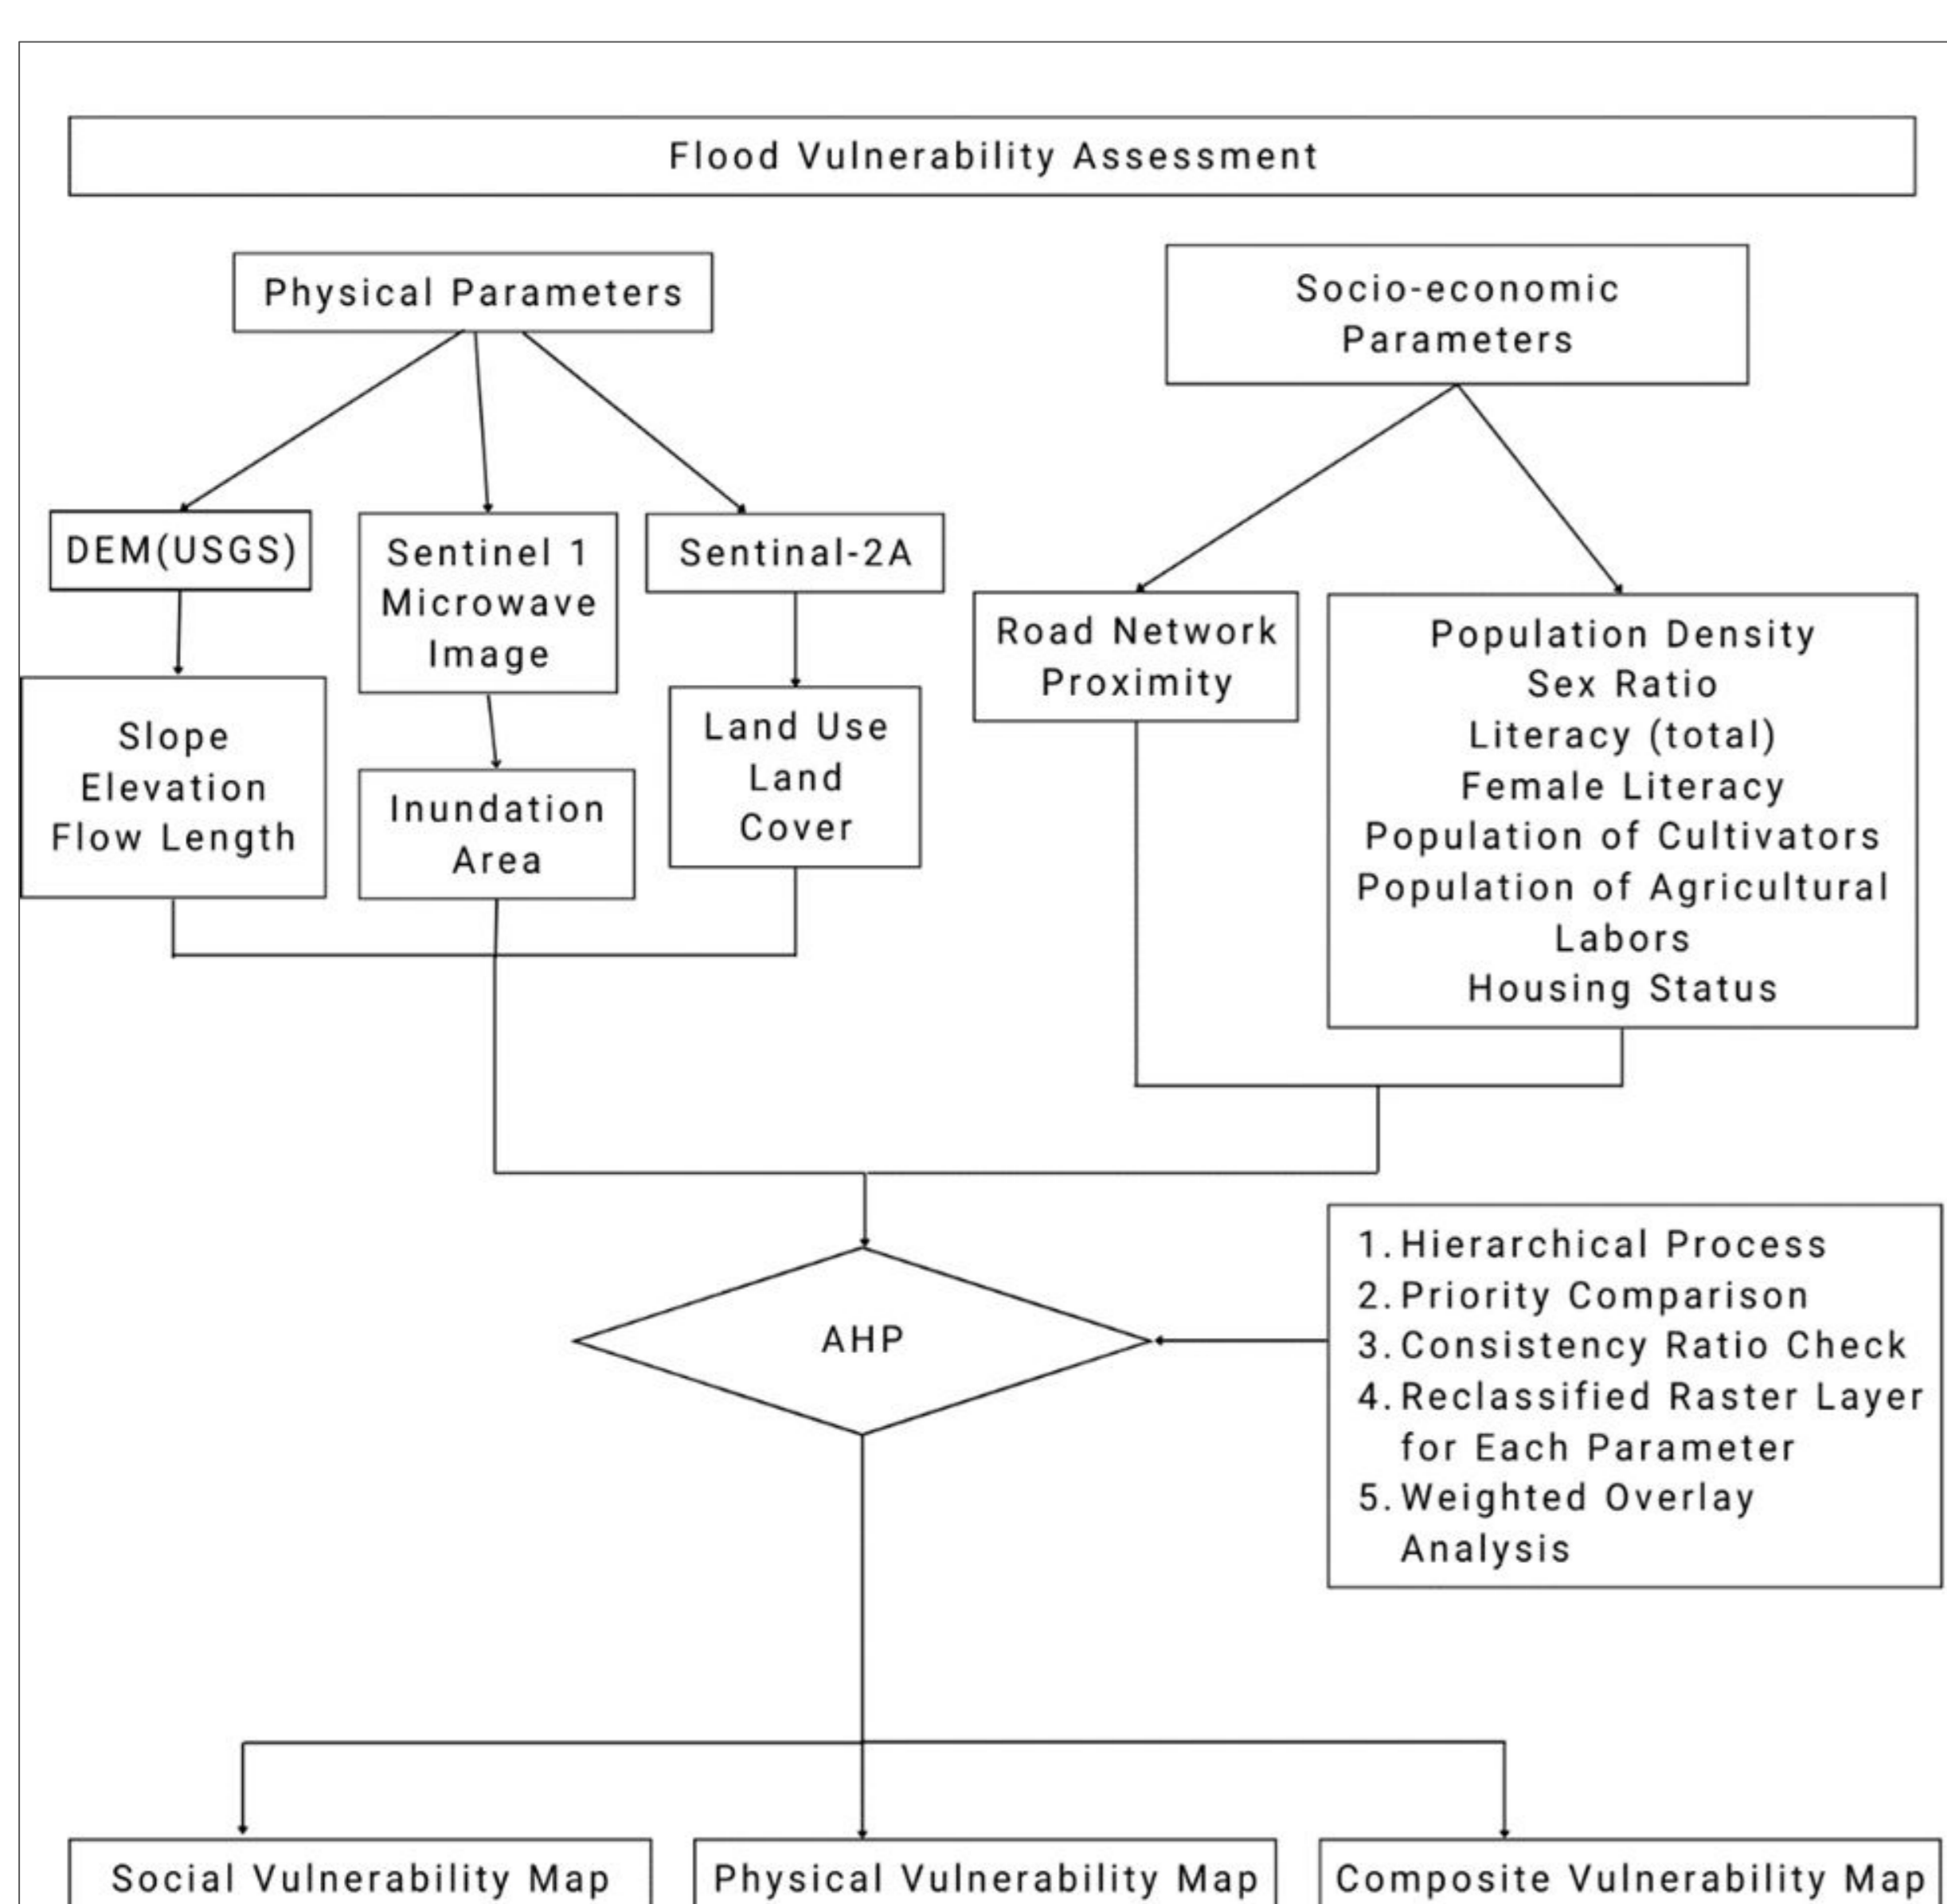 Flood Vulnerability Assessment
Physical Parameters
Socio-economic
Parameters
DEM(USGS)
Sentinel 1
Microwave
Image
Sentinal-2A
Road Network
Proximity
Population Density
Sex Ratio
Literacy (total)
Female Literacy
Population of Cultivators
Population of Agricultural
Labors
Housing Status
Slope
Elevation
Flow Length
Inundation
Area
Land Use
Land
Cover
AHP
1. Hierarchical Process
2. Priority Comparison
3. Consistency Ratio Check
4. Reclassified Raster Layer
for Each Parameter
5. Weighted Overlay
Analysis
Social Vulnerability Map
Physical Vulnerability Map
Composite Vulnerability Map